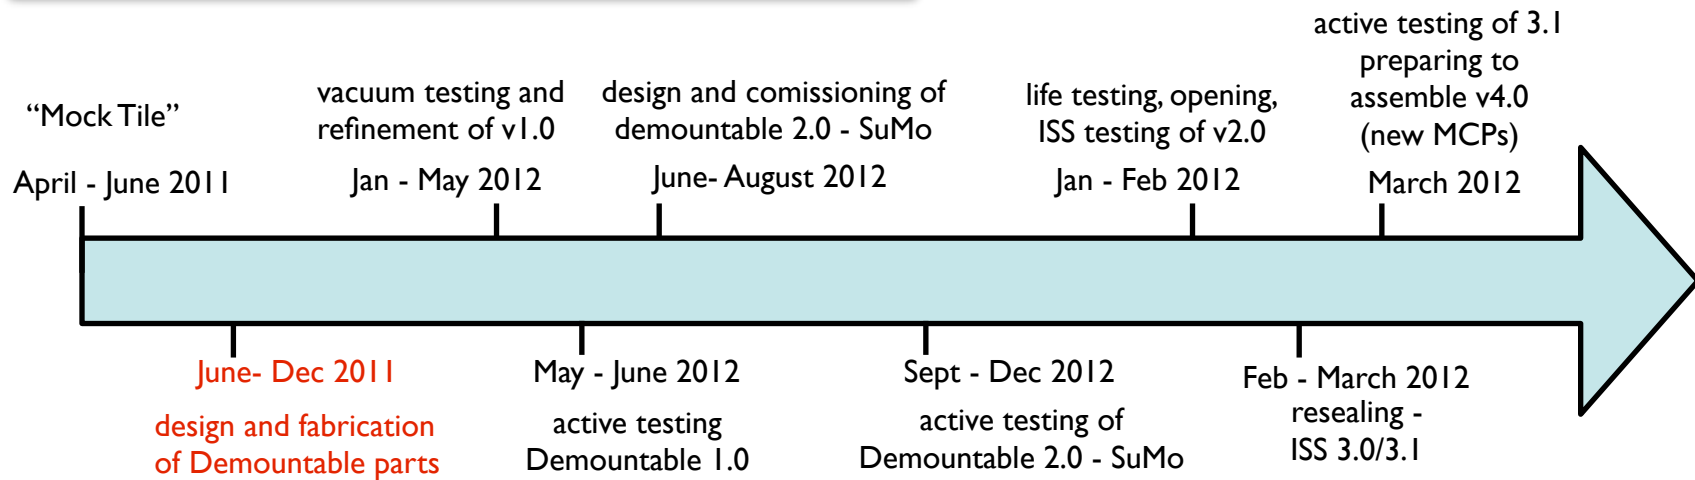 “Mock Tile”
April - June 2011
vacuum testing and
refinement of v1.0
Jan - May 2012
design and comissioning of
demountable 2.0 - SuMo
June- August 2012
life testing, opening,
ISS testing of v2.0
Jan - Feb 2012
active testing of 3.1
preparing to
assemble v4.0
(new MCPs)
March 2012
June- Dec 2011
design and fabrication
of Demountable parts
May - June 2012
active testing
Demountable 1.0
Sept - Dec 2012
active testing of
Demountable 2.0 - SuMo
Feb - March 2012
resealing -
ISS 3.0/3.1